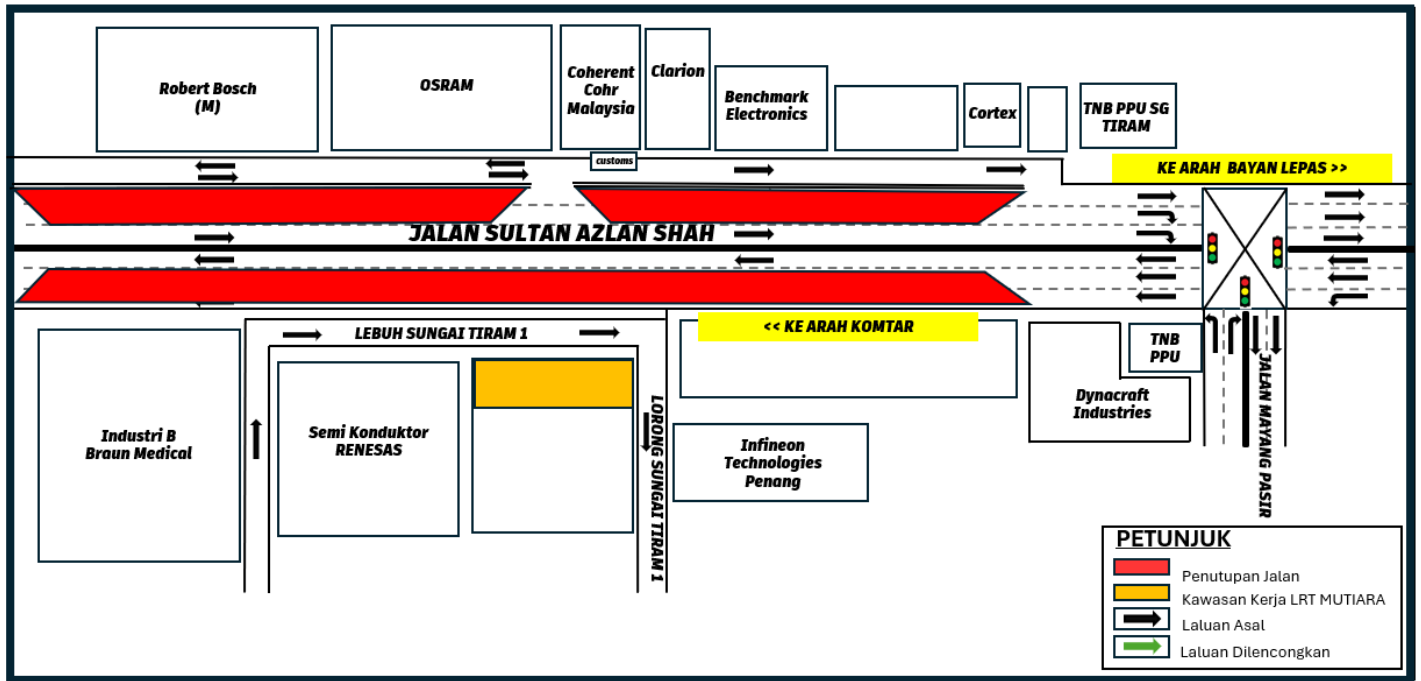 Robert Bosch
(M)
OSRAM
Coherent
Cohr
Malaysia
Clarion
Benchmark
Electronics
Cortex
TNB PPU SG
TIRAM
customs
KE ARAH  BAYAN LEPAS >>
JALAN SULTAN AZLAN SHAH
LEBUH SUNGAI TIRAM 1
<< KE ARAH KOMTAR
TNB
PPU
Dynacraft
Industries
JALAN MAYANG PASIR
Industri B
Braun Medical
Semi Konduktor
RENESAS
LORONG SUNGAI TIRAM 1
Infineon
Technologies
Penang
PETUNJUK
Penutupan Jalan
Kawasan Kerja LRT MUTIARA
Laluan Asal
Laluan Dilencongkan